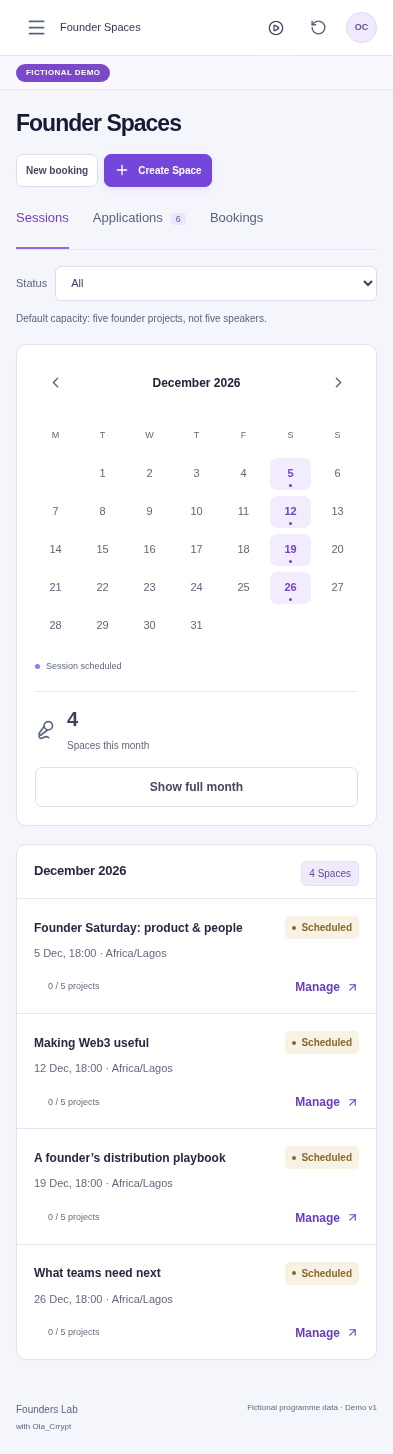 Founder Spaces
OC
FICTIONAL DEMO
Founder Spaces
New booking
Create Space
Sessions Applications 6 Bookings
Status All
Default capacity: five founder projects, not five speakers.
December 2026
M T W T F S S
1 2 3 4 5 6
7 8 9 10 11 12 13
14 15 16 17 18 19 20
21 22 23 24 25 26 27
28 29 30 31
Session scheduled
4
Spaces this month
Show full month
December 2026 4 Spaces
Founder Saturday: product & people Scheduled
5 Dec, 18:00 · Africa/Lagos
0 / 5 projects Manage
Making Web3 useful Scheduled
12 Dec, 18:00 · Africa/Lagos
0 / 5 projects Manage
A founder’s distribution playbook Scheduled
19 Dec, 18:00 · Africa/Lagos
0 / 5 projects Manage
What teams need next Scheduled
26 Dec, 18:00 · Africa/Lagos
0 / 5 projects Manage
Founders Lab Fictional programme data · Demo v1
with Ola_Crrypt